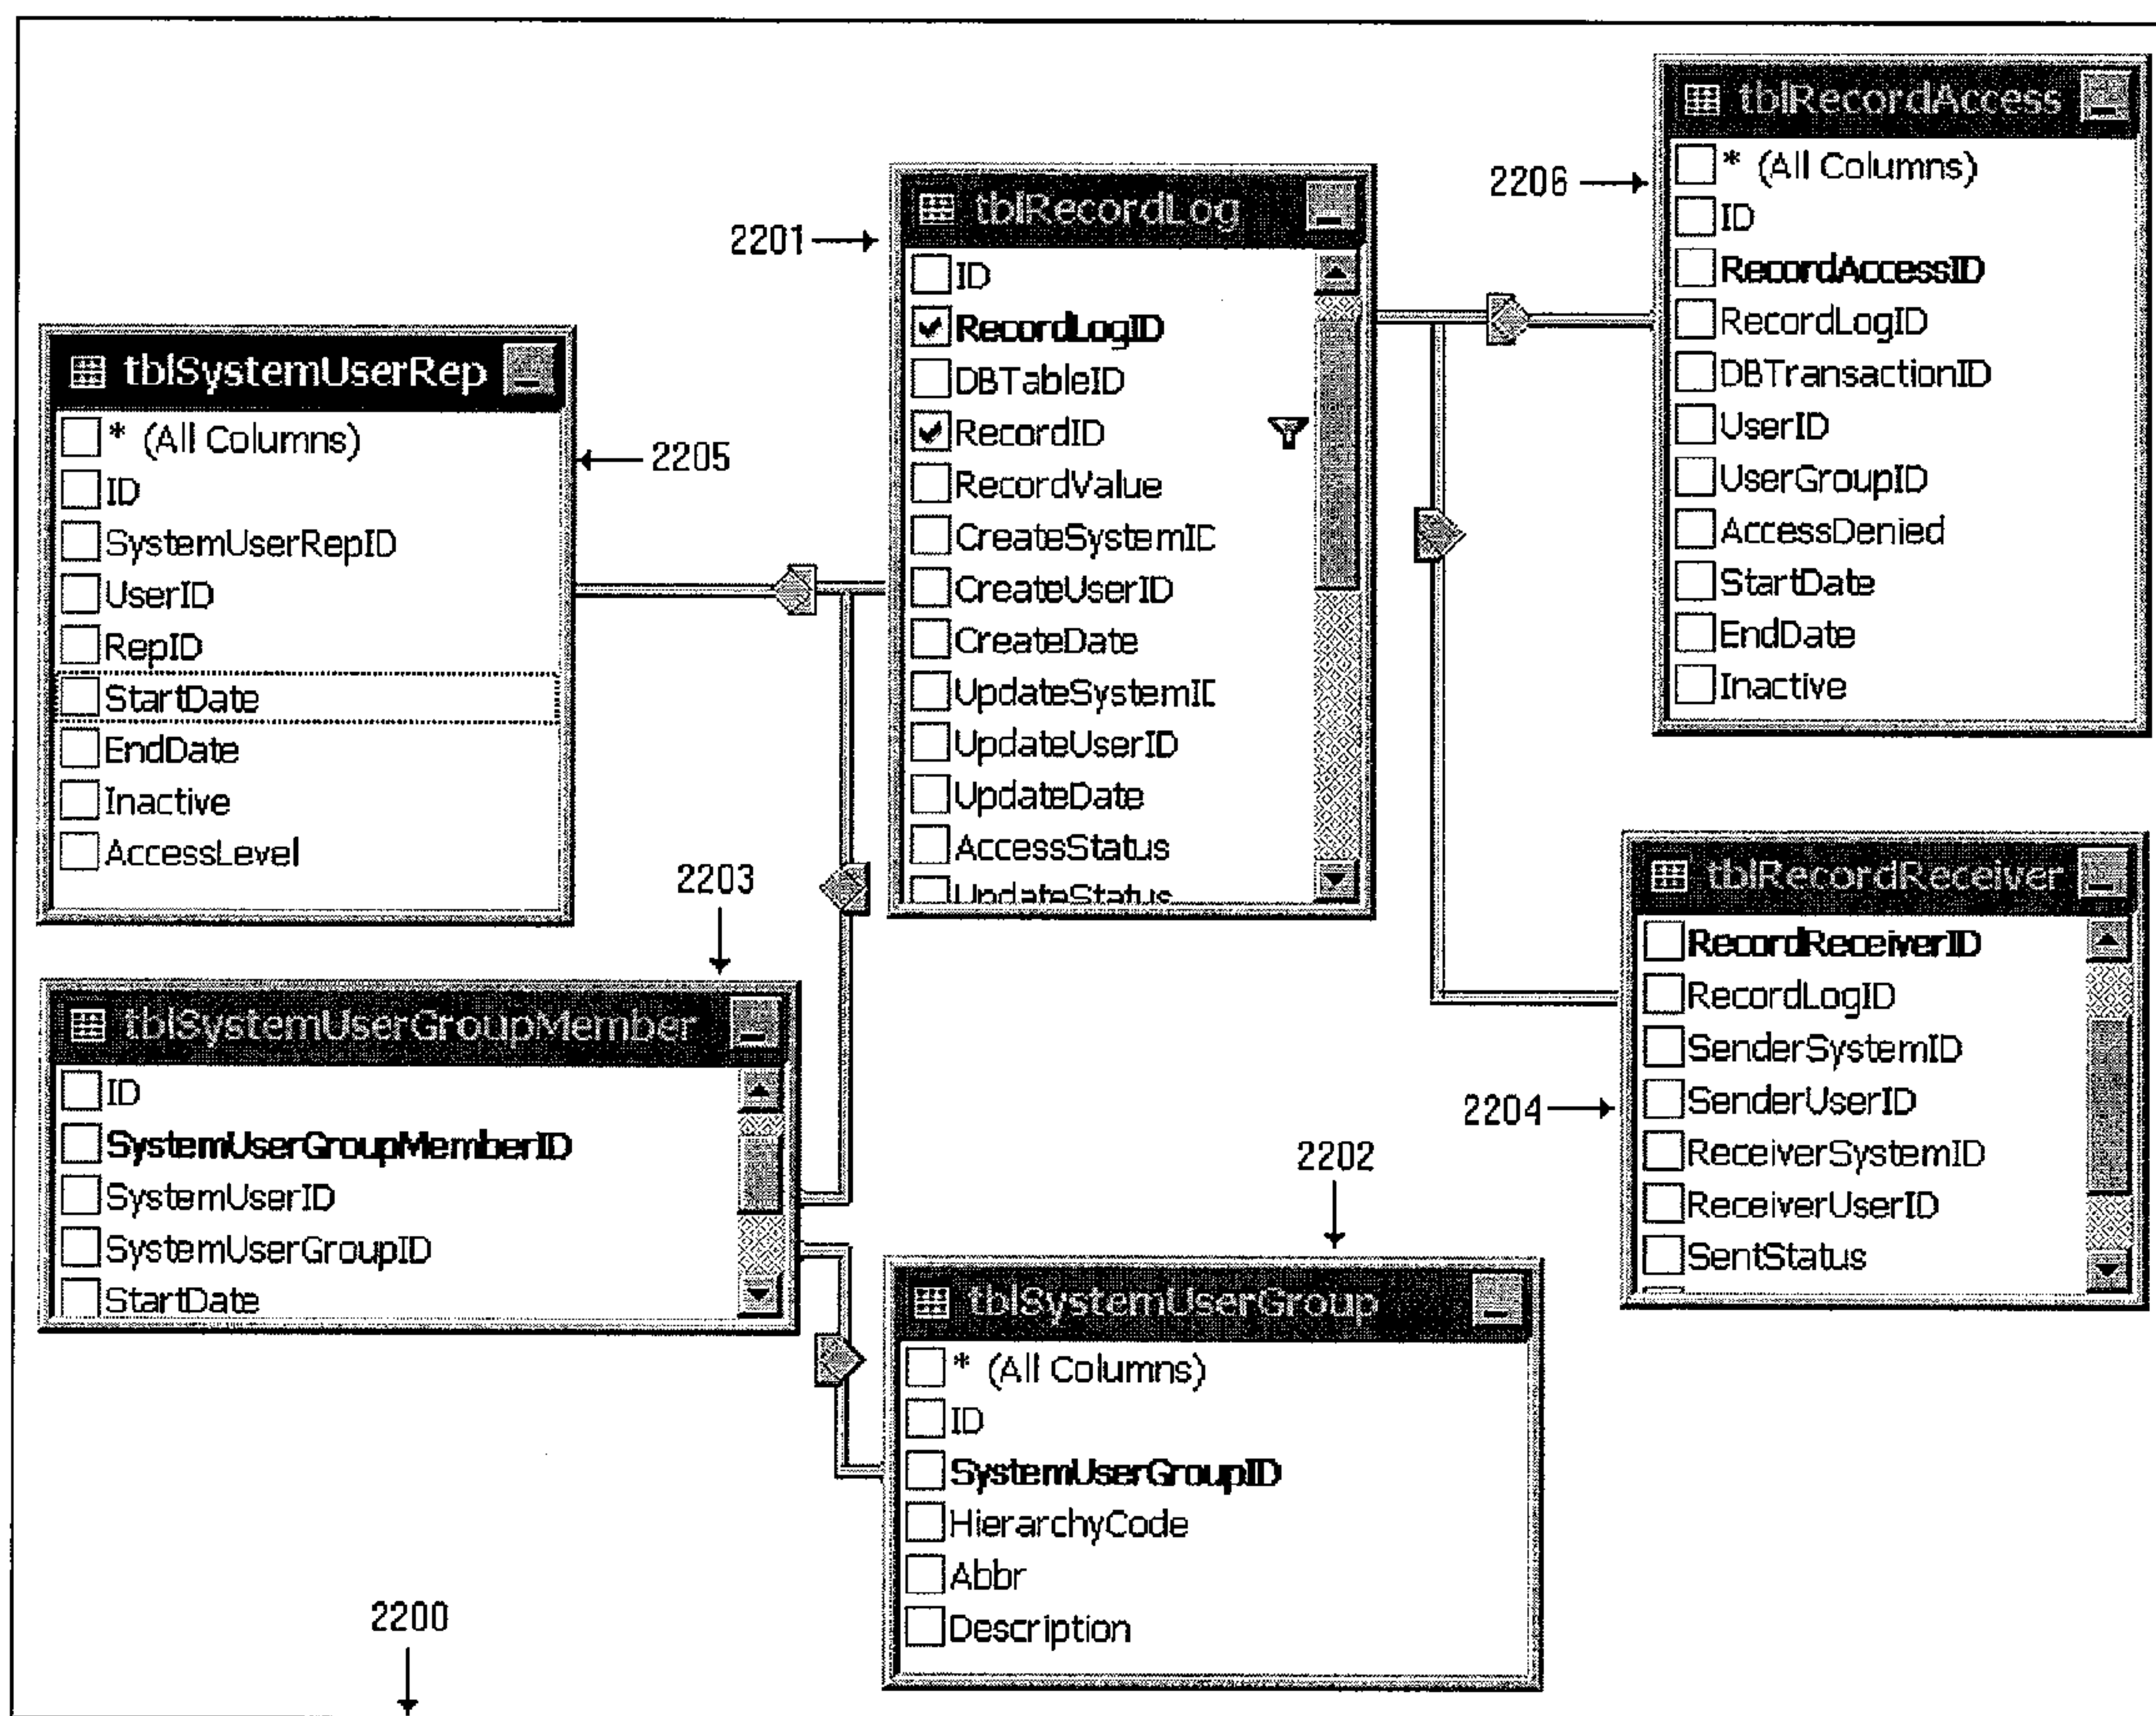 tblRecordAccess
* (All Columns)
ID
RecordAccessID
RecordLogID
DBTransactionID
UserID
UserGroupID
AccessDenied
StartDate
EndDate
Inactive
2206
tblRecordLog
ID
RecordLogID
DBTableID
RecordID
RecordValue
CreateSystemID
CreateUserID
CreateDate
UpdateSystemID
UpdateUserID
UpdateDate
AccessStatus
UpdateStatus
2201
tblSystemUserRep
* (All Columns)
ID
SystemUserRepID
UserID
RepID
StartDate
EndDate
Inactive
AccessLevel
2205
2203
tblSystemUserGroupMember
ID
SystemUserGroupMemberID
SystemUserID
SystemUserGroupID
StartDate
tblRecordReceiver
RecordReceiverID
RecordLogID
SenderSystemID
SenderUserID
ReceiverSystemID
ReceiverUserID
SentStatus
2204
2202
tblSystemUserGroup
* (All Columns)
ID
SystemUserGroupID
HierarchyCode
Abbr
Description
2200